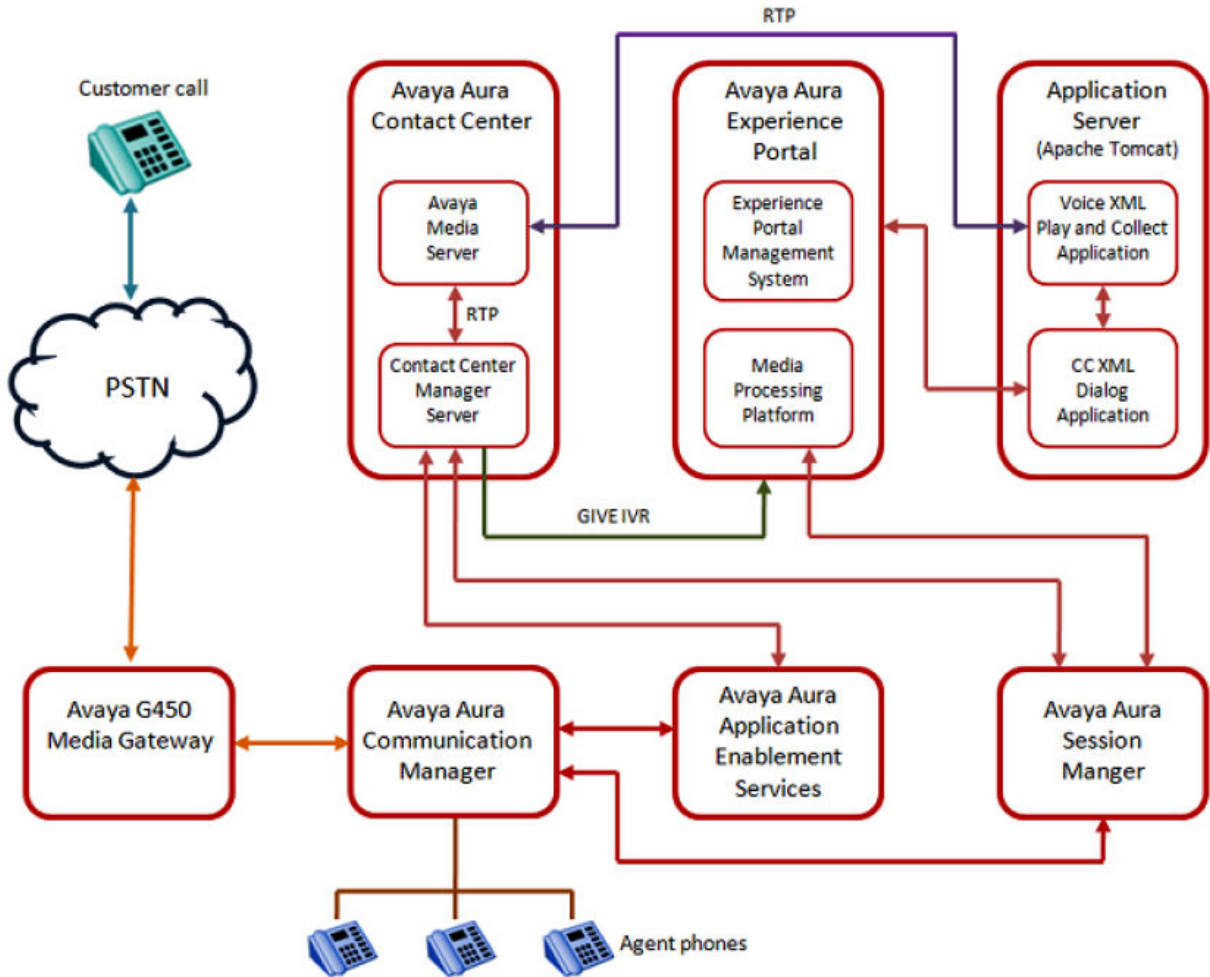 RTP
Customer call
Avaya Aura
Contact Center
Avaya Aura
Experience
Portal
Application
Server
(Apache Tomcat)
Avaya
Media
Server
Experience
Portal
Management
System
Voice XML
Play and Collect
Application
RTP
PSTN
Contact Center
Manager
Server
Media
Processing
Platform
CC XML
Dialog
Application
GIVE IVR
Avaya G450
Media Gateway
Avaya Aura
Communication
Manager
Avaya Aura
Application
Enablement
Services
Avaya Aura
Session
Manger
Agent phones